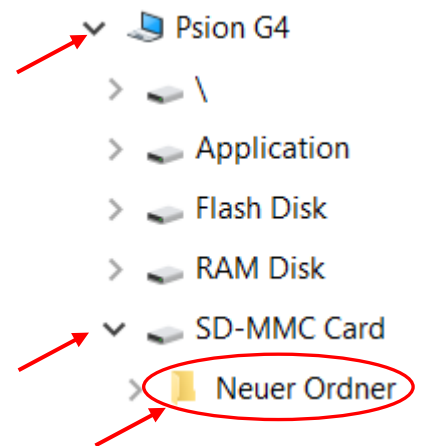 Psion G4
\
Application
Flash Disk
RAM Disk
SD-MMC Card
Neuer Ordner